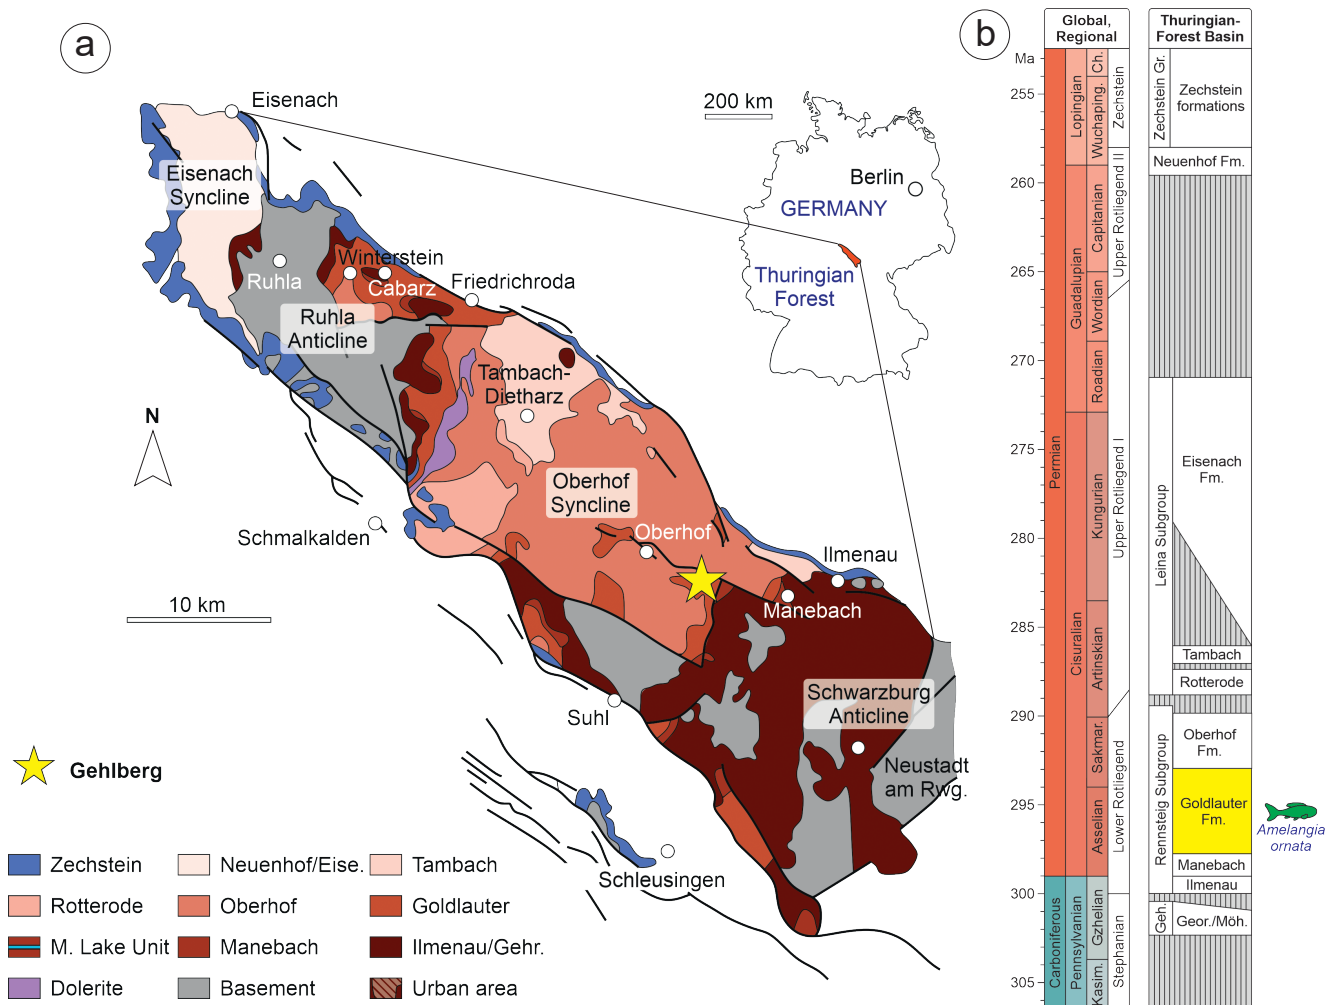 a
Eisenach
200 km
Eisenach
Syncline
Berlin
GERMANY
Ruhla
Winterstein
Cabarz
Friedrichroda
Thuringian
Forest
Ruhla
Anticline
Tambach-
Dietharz
N
Oberhof
Syncline
Oberhof
Schmalkalden
Ilmenau
Manebach
10 km
Schwarzburg
Anticline
Suhl
Neustadt
am Rwg.
Gehlberg
Schleusingen
Zechstein
Neuenhof/Eise.
Tambach
Rotterode
Oberhof
Goldlauter
M. Lake Unit
Manebach
Ilmenau/Gehr.
Dolerite
Basement
Urban area
b
Global,
Regional
Thuringian-
Forest Basin
Ma
255
260
265
270
275
280
285
290
295
300
305
Permian
Carboniferous
Lopingian
Guadalupian
Cisuralian
Pennsylvanian
Ch.
Wuchaping.
Capitanian
Wordian
Roadian
Kungurian
Artinskian
Sakmar.
Asselian
Gzhelian
Kasim.
Zechstein
Upper Rotliegend II
Upper Rotliegend I
Lower Rotliegend
Stephanian
Zechstein Gr.
Leina Subgroup
Rennsteig Subgroup
Geh.
Zechstein
formations
Neuenhof Fm.
Eisenach
Fm.
Tambach
Rotterode
Oberhof
Fm.
Goldlauter
Fm.
Manebach
Ilmenau
Geor./Möh.
Amelangia
ornata